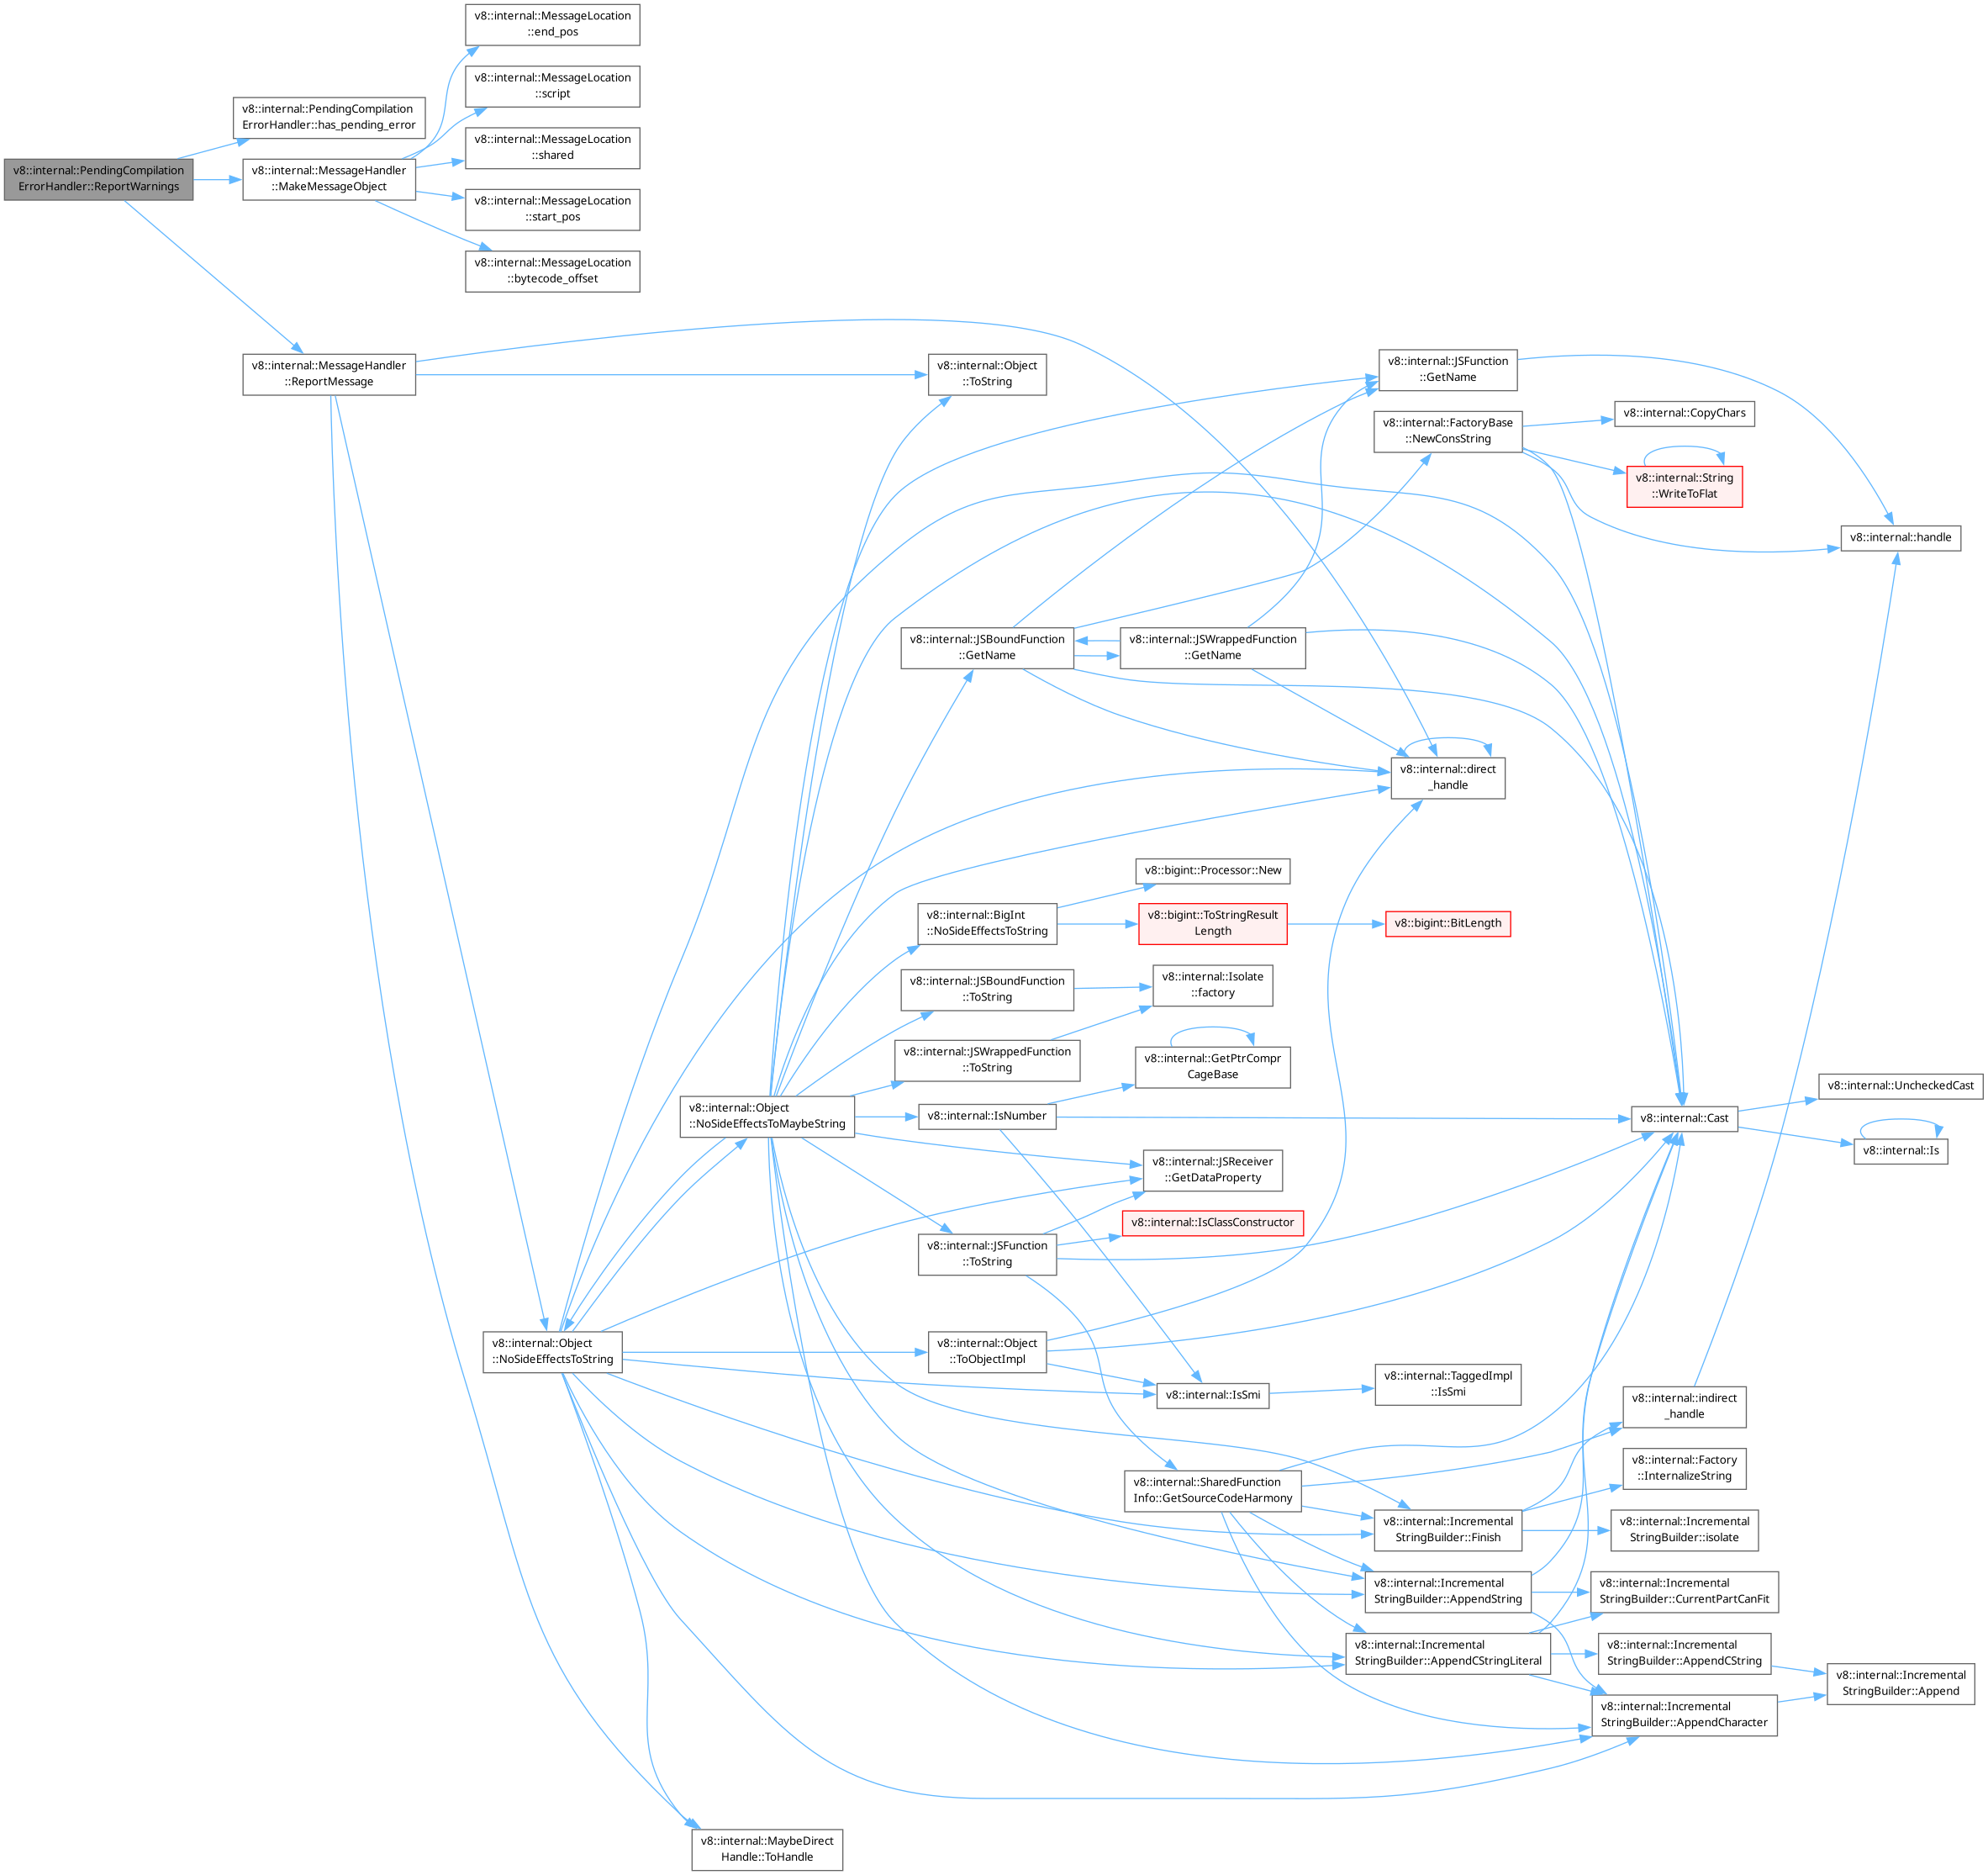 v8::internal::MessageLocation
::end_pos
v8::internal::MessageLocation
::script
v8::internal::PendingCompilation
ErrorHandler::has_pending_error
v8::internal::MessageLocation
::shared
v8::internal::PendingCompilation
ErrorHandler::ReportWarnings
v8::internal::MessageHandler
::MakeMessageObject
v8::internal::MessageLocation
::start_pos
v8::internal::MessageLocation
::bytecode_offset
v8::internal::MessageHandler
::ReportMessage
v8::internal::Object
::ToString
v8::internal::JSFunction
::GetName
v8::internal::CopyChars
v8::internal::FactoryBase
::NewConsString
v8::internal::String
::WriteToFlat
v8::internal::handle
v8::internal::JSBoundFunction
::GetName
v8::internal::JSWrappedFunction
::GetName
v8::internal::direct
_handle
v8::bigint::Processor::New
v8::internal::BigInt
::NoSideEffectsToString
v8::bigint::ToStringResult
Length
v8::bigint::BitLength
v8::internal::JSBoundFunction
::ToString
v8::internal::Isolate
::factory
v8::internal::JSWrappedFunction
::ToString
v8::internal::GetPtrCompr
CageBase
v8::internal::UncheckedCast
v8::internal::Object
::NoSideEffectsToMaybeString
v8::internal::IsNumber
v8::internal::Cast
v8::internal::Is
v8::internal::JSReceiver
::GetDataProperty
v8::internal::IsClassConstructor
v8::internal::JSFunction
::ToString
v8::internal::Object
::NoSideEffectsToString
v8::internal::Object
::ToObjectImpl
v8::internal::IsSmi
v8::internal::TaggedImpl
::IsSmi
v8::internal::indirect
_handle
v8::internal::Factory
::InternalizeString
v8::internal::SharedFunction
Info::GetSourceCodeHarmony
v8::internal::Incremental
StringBuilder::Finish
v8::internal::Incremental
StringBuilder::isolate
v8::internal::Incremental
StringBuilder::AppendString
v8::internal::Incremental
StringBuilder::CurrentPartCanFit
v8::internal::Incremental
StringBuilder::AppendCStringLiteral
v8::internal::Incremental
StringBuilder::AppendCString
v8::internal::Incremental
StringBuilder::Append
v8::internal::Incremental
StringBuilder::AppendCharacter
v8::internal::MaybeDirect
Handle::ToHandle